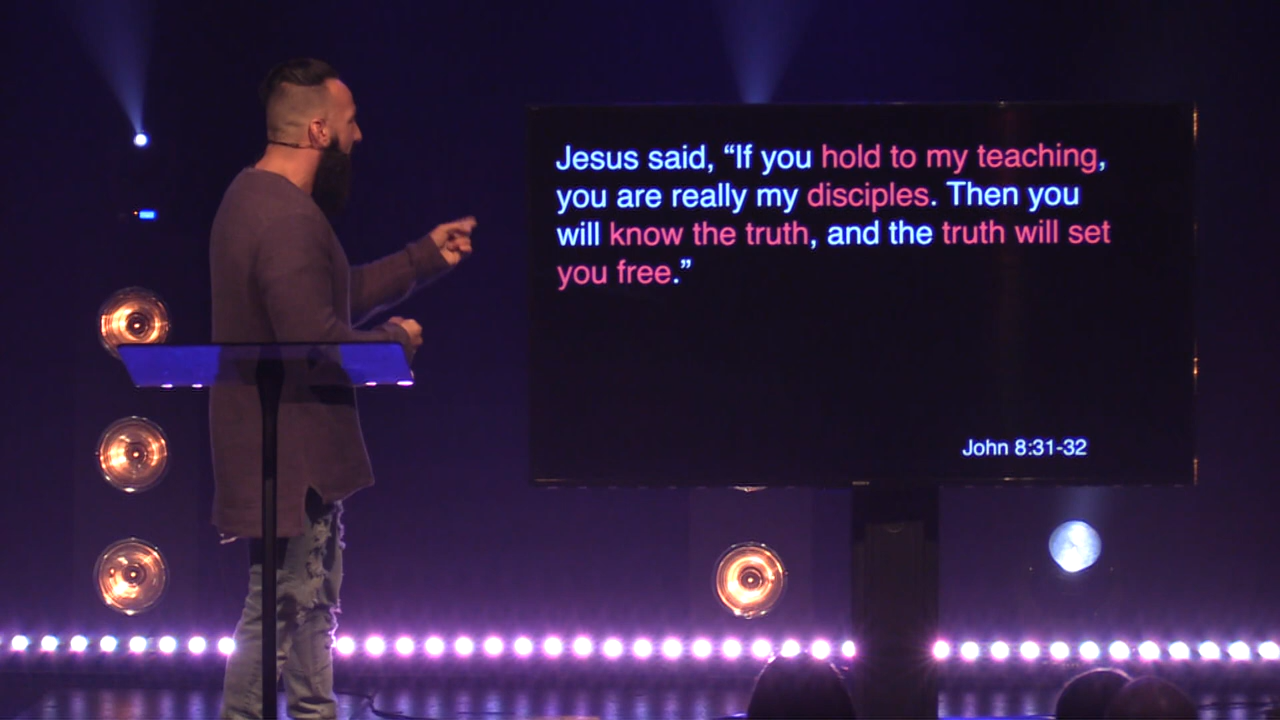 Jesus said, “If you hold to my teaching,
you are really my disciples. Then you
will know the truth, and the truth will set
you free.”
John 8:31-32